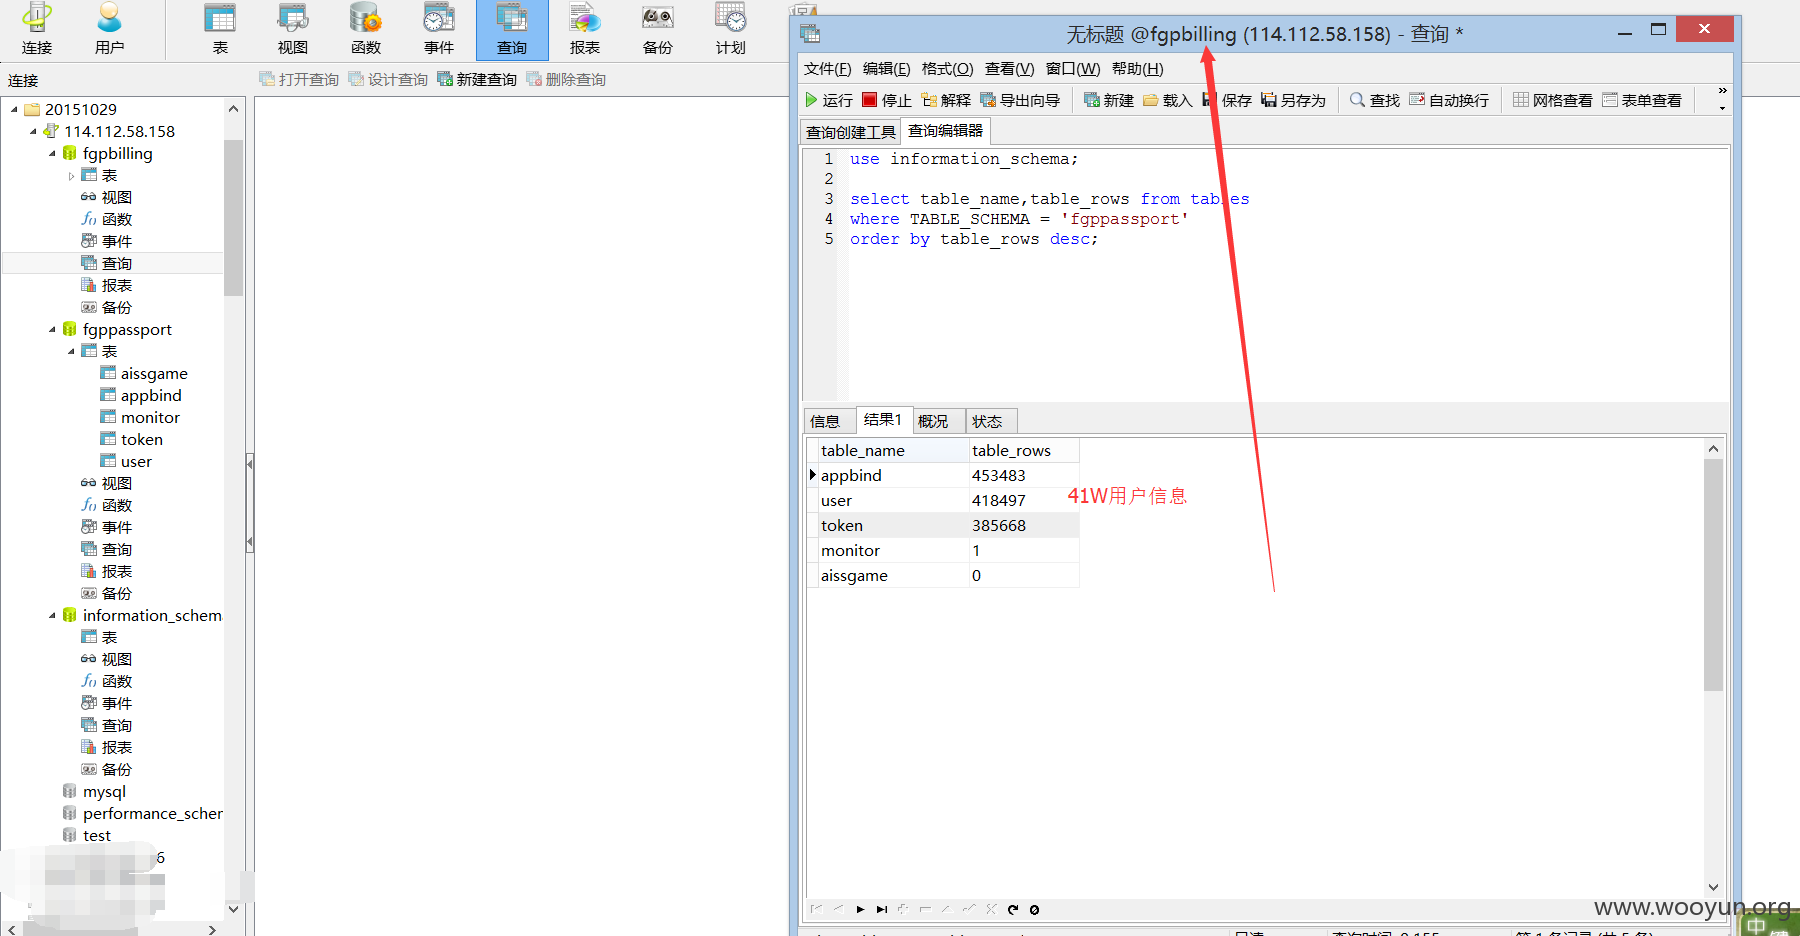 连接
用户
表
视图
函数
事件
查询
报表
备份
计划
连接
打开查询
设计查询
新建查询
删除查询
20151029
114.112.58.158
fgpbilling
表
视图
函数
事件
查询
报表
备份
fgppassport
表
aissgame
appbind
monitor
token
user
视图
函数
事件
查询
报表
备份
information_schem
表
视图
函数
事件
查询
报表
备份
mysql
performance_scher
test
6
无标题 @fgpbilling (114.112.58.158) - 查询 *
文件(F) 编辑(E) 格式(O) 查看(V) 窗口(W) 帮助(H)
运行 停止 解释 导出向导 新建 载入 保存 另存为 查找 自动换行 网格查看 表单查看 »
查询创建工具 查询编辑器
1 use information_schema;
2
3 select table_name,table_rows from tables
4 where TABLE_SCHEMA = 'fgppassport'
5 order by table_rows desc;
信息 结果1 概况 状态
table_name table_rows
appbind 453483
user 418497
token 385668
monitor 1
aissgame 0
41W用户信息
www.wooyun.org
中